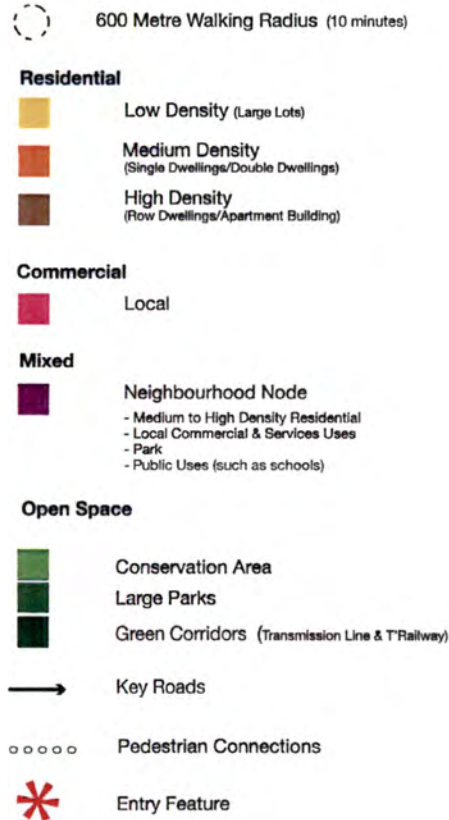 600 Metre Walking Radius (10 minutes)
Residential
Low Density (Large Lots)
Medium Density
(Single Dwellings/Double Dwellings)
High Density
(Row Dwellings/Apartment Building)
Commercial
Local
Mixed
Neighbourhood Node
- Medium to High Density Residential
- Local Commercial & Services Uses
- Park
- Public Uses (such as schools)
Open Space
Conservation Area
Large Parks
Green Corridors (Transmission Line & T'Railway)
Key Roads
Pedestrian Connections
Entry Feature